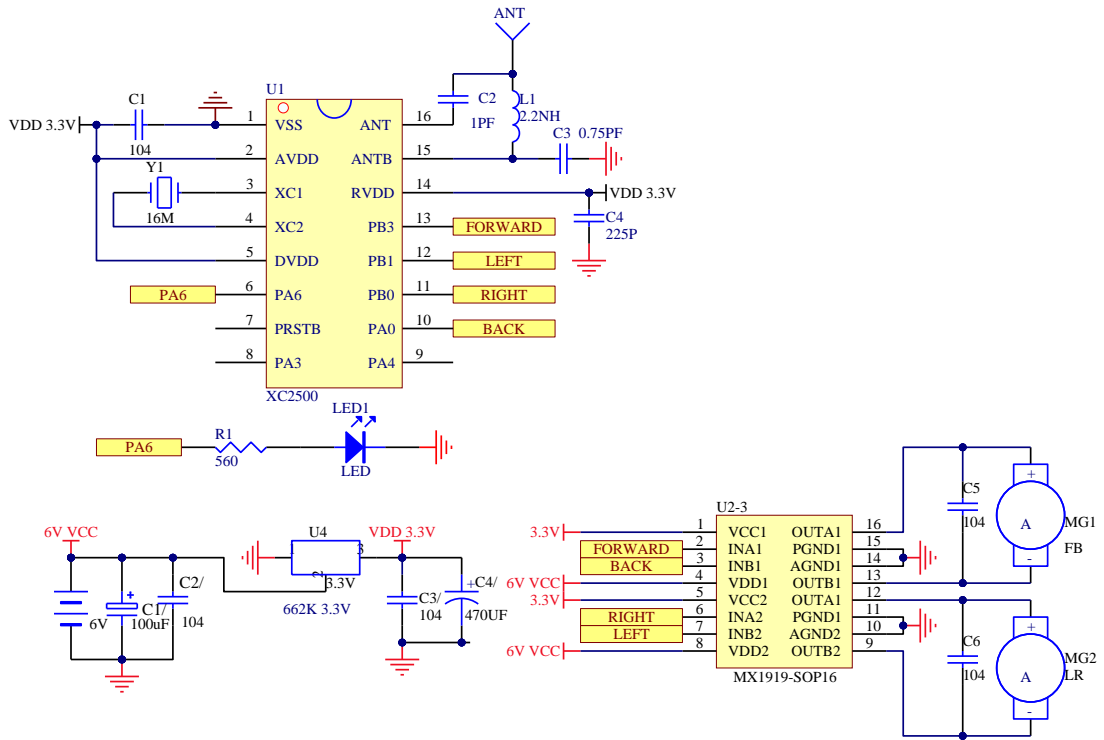 ANT
U1
C1
VDD 3.3V
104
Y1
16M
1 VSS ANT 16
2 AVDD ANTB 15
3 XC1 RVDD 14
4 XC2 PB3 13
5 DVDD PB1 12
6 PA6 PB0 11
7 PRSTB PA0 10
8 PA3 PA4 9
XC2500
C2
1PF
L1
2.2NH
C3 0.75PF
VDD 3.3V
C4
225P
FORWARD
LEFT
RIGHT
BACK
PA6
LED1
PA6
R1
560
LED
6V VCC
6V
C1/
100uF
C2/
104
U4
1
3
2
3.3V
662K 3.3V
VDD 3.3V
C3/
104
+
C4/
470UF
U2-3
3.3V 1 VCC1 OUTA1 16
FORWARD 2 INA1 PGND1 15
BACK 3 INB1 AGND1 14
6V VCC 4 VDD1 OUTB1 13
3.3V 5 VCC2 OUTA1 12
RIGHT 6 INA2 PGND1 11
LEFT 7 INB2 AGND2 10
6V VCC 8 VDD2 OUTB2 9
MX1919-SOP16
C5
104
+
A
-
MG1
FB
C6
104
+
A
-
MG2
LR